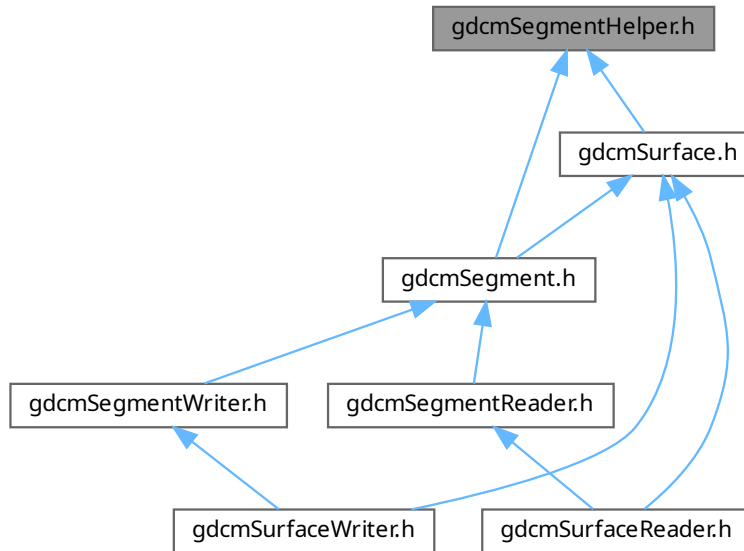 gdcmSegmentHelper.h
gdcmSurface.h
gdcmSegment.h
gdcmSegmentWriter.h
gdcmSegmentReader.h
gdcmSurfaceWriter.h
gdcmSurfaceReader.h